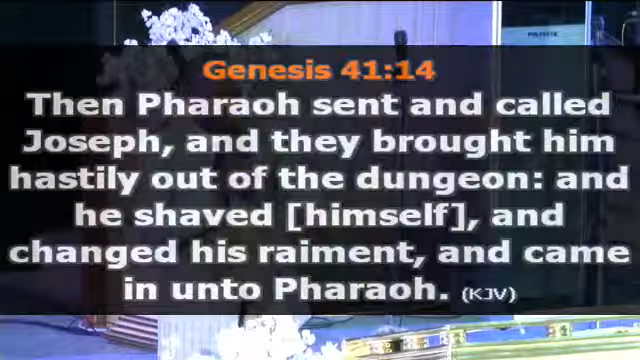 Genesis 41:14
Then Pharaoh sent and called
Joseph, and they brought him
hastily out of the dungeon: and
he shaved [himself], and
changed his raiment, and came
in unto Pharaoh. (KJV)